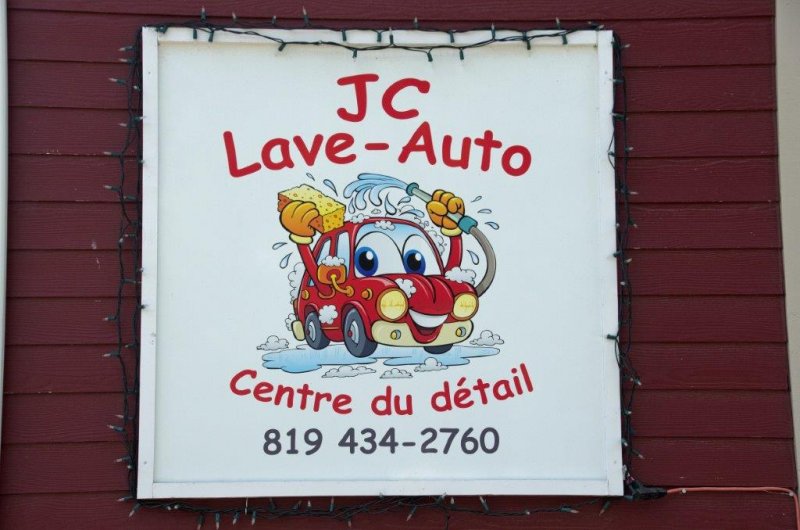 JC
Lave-Auto
Centre du détail
819 434-2760